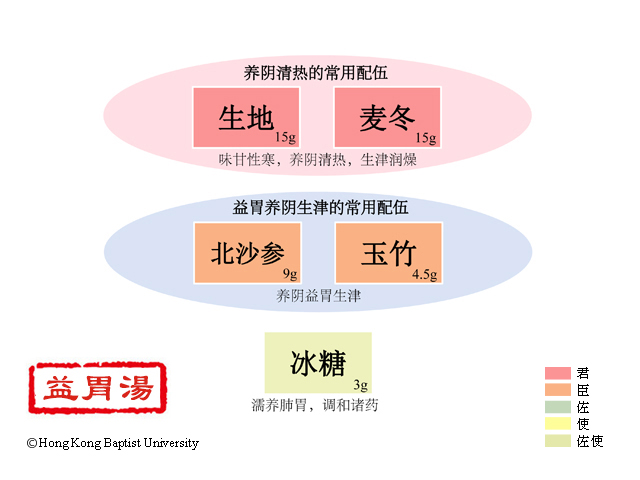 养阴清热的常用配伍
生地
15g
麦冬
15g
味甘性寒，养阴清热，生津润燥
益胃养阴生津的常用配伍
北沙参
9g
玉竹
4.5g
养阴益胃生津
冰糖
3g
濡养肺胃，调和诸药
益胃湯
©Hong Kong Baptist University
君
臣
佐
使
佐使